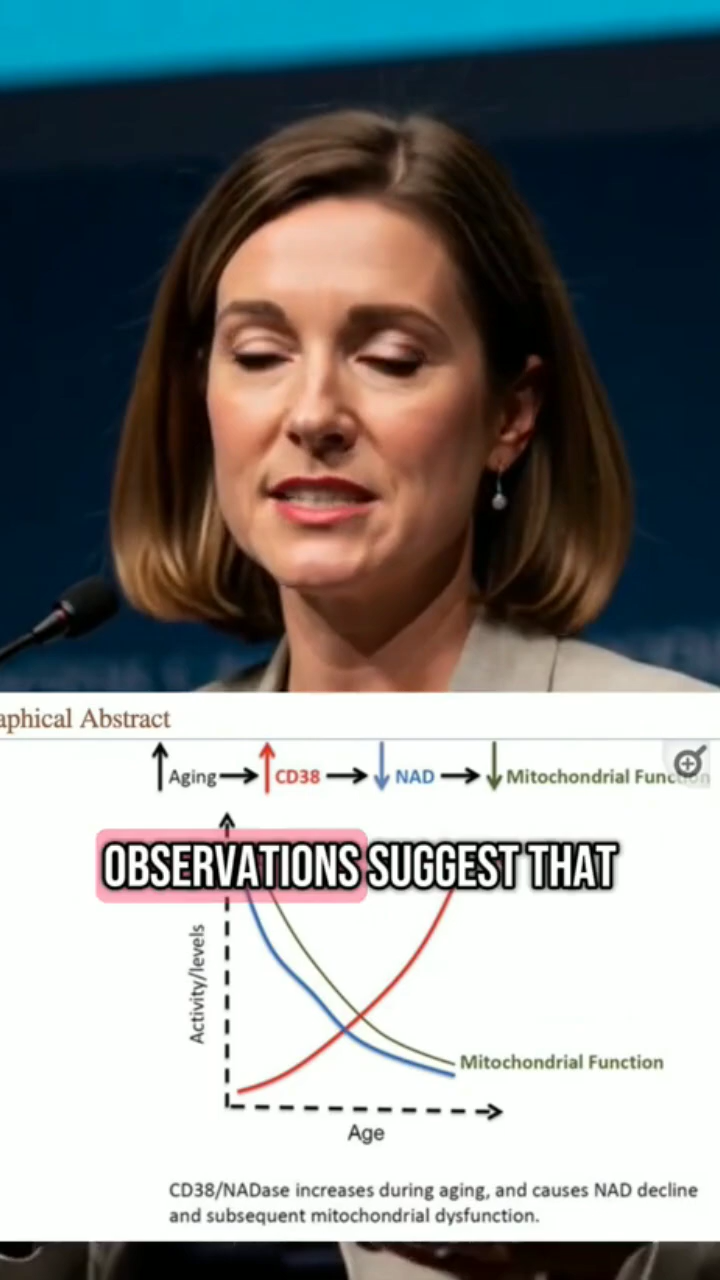 aphical Abstract
Aging CD38 NAD Mitochondrial Function
OBSERVATIONS SUGGEST THAT
Activity/levels
Mitochondrial Function
Age
CD38/NADase increases during aging, and causes NAD decline
and subsequent mitochondrial dysfunction.